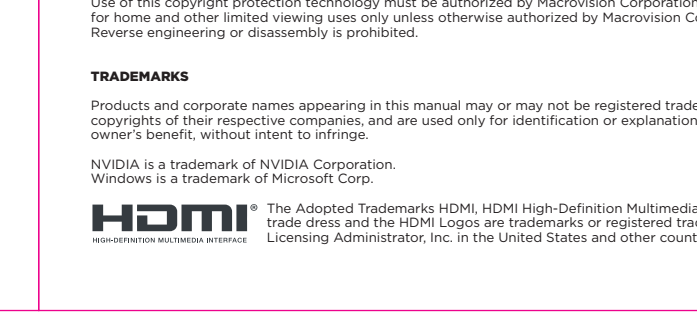 Use of this copyright protection technology must be authorized by Macrovision Corporation
for home and other limited viewing uses only unless otherwise authorized by Macrovision Co
Reverse engineering or disassembly is prohibited.
TRADEMARKS
Products and corporate names appearing in this manual may or may not be registered trade
copyrights of their respective companies, and are used only for identification or explanation
owner's benefit, without intent to infringe.
NVIDIA is a trademark of NVIDIA Corporation.
Windows is a trademark of Microsoft Corp.
HDMI®
HIGH-DEFINITION MULTIMEDIA INTERFACE
The Adopted Trademarks HDMI, HDMI High-Definition Multimedia
trade dress and the HDMI Logos are trademarks or registered trad
Licensing Administrator, Inc. in the United States and other count